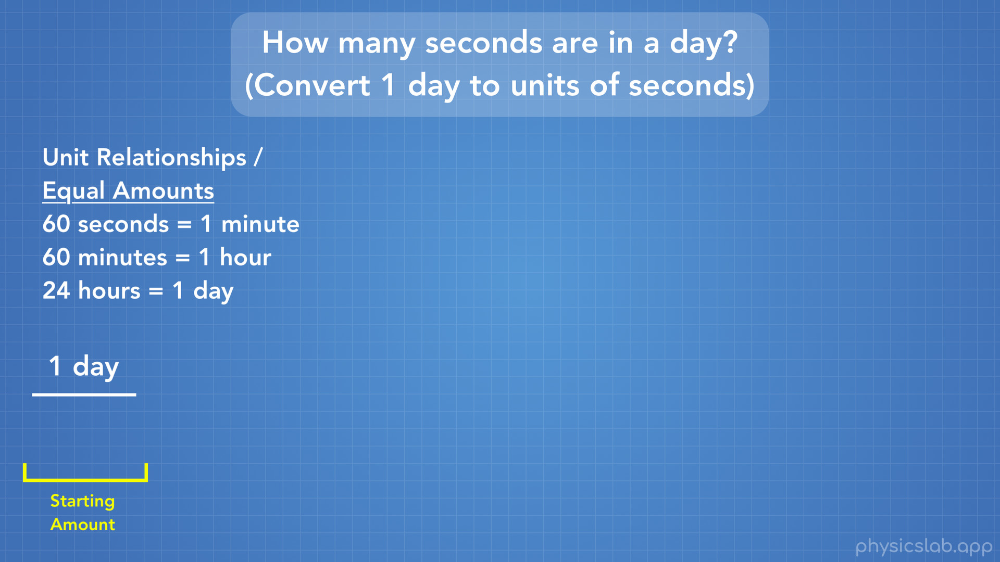 How many seconds are in a day?
(Convert 1 day to units of seconds)
Unit Relationships /
Equal Amounts
60 seconds = 1 minute
60 minutes = 1 hour
24 hours = 1 day
1 day
Starting
Amount
physicslab.app